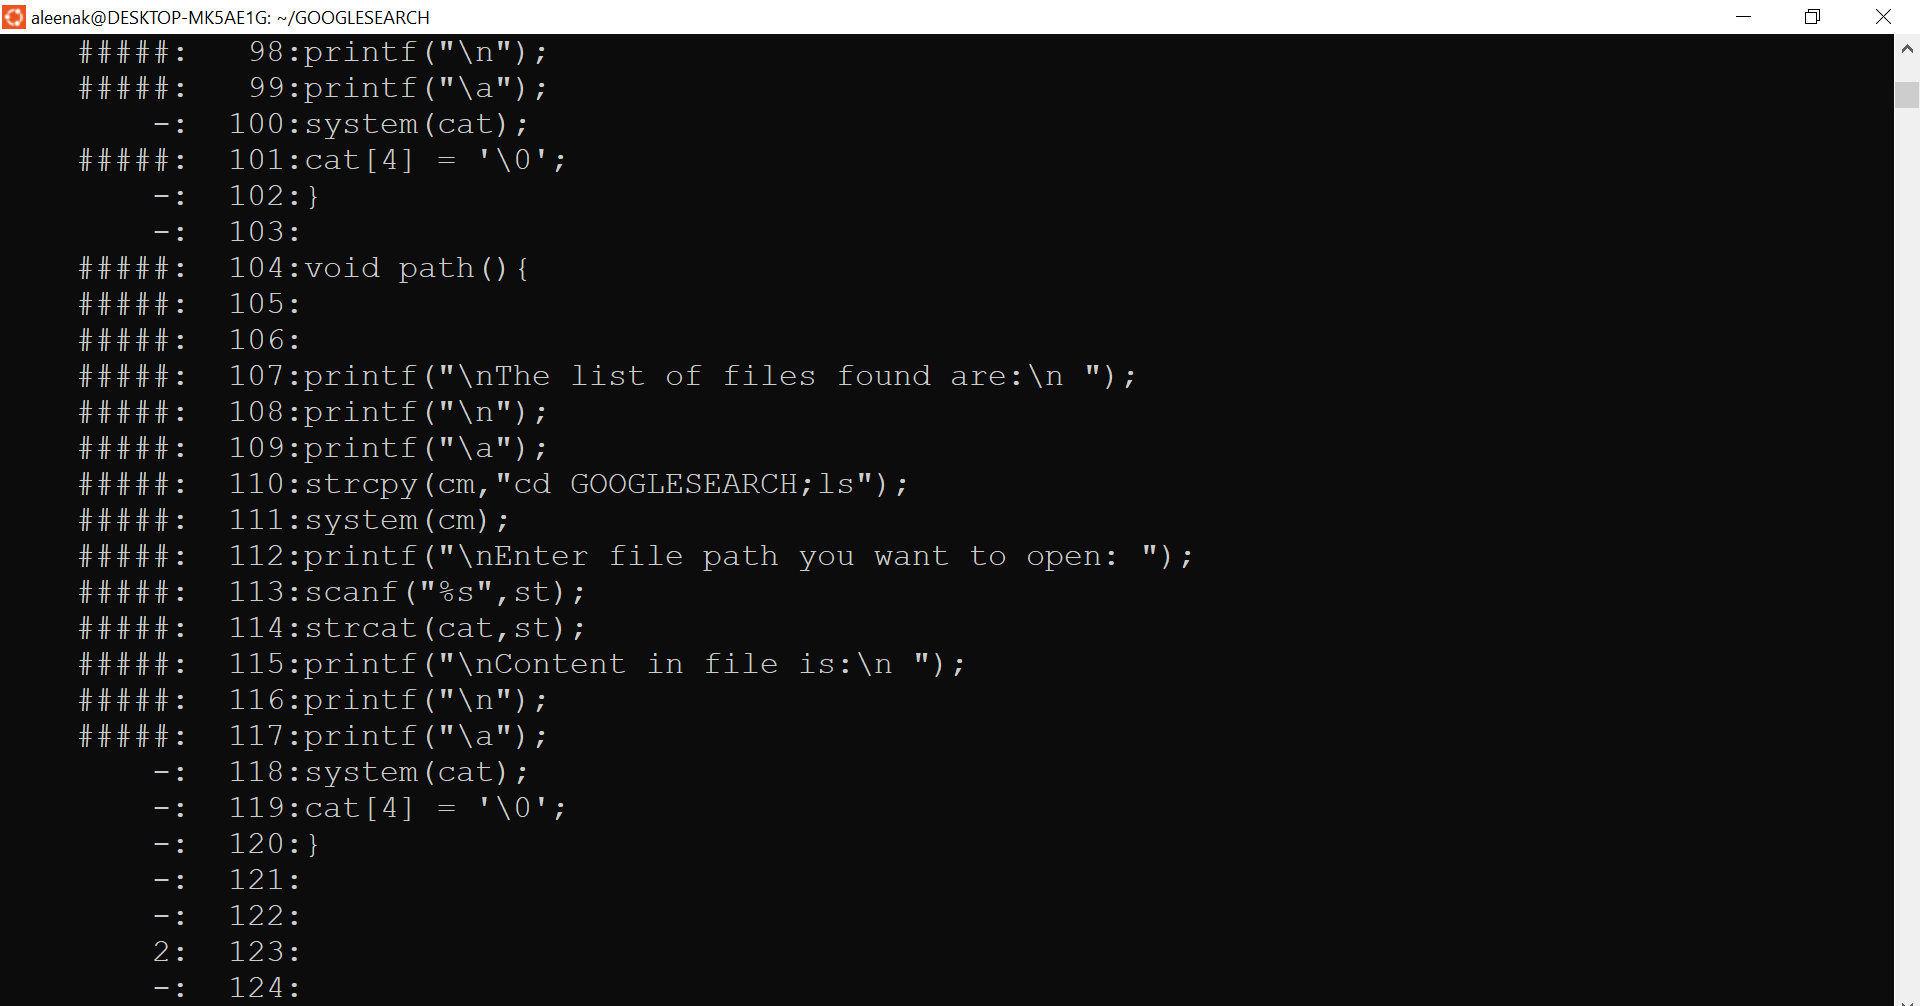 aleenak@DESKTOP-MK5AE1G: ~/GOOGLESEARCH
#####:   98:printf("\n");
#####:   99:printf("\a");
    -:  100:system(cat);
#####:  101:cat[4] = '\0';
    -:  102:}
    -:  103:
#####:  104:void path(){
#####:  105:
#####:  106:
#####:  107:printf("\nThe list of files found are:\n ");
#####:  108:printf("\n");
#####:  109:printf("\a");
#####:  110:strcpy(cm,"cd GOOGLESEARCH;ls");
#####:  111:system(cm);
#####:  112:printf("\nEnter file path you want to open: ");
#####:  113:scanf("%s",st);
#####:  114:strcat(cat,st);
#####:  115:printf("\nContent in file is:\n ");
#####:  116:printf("\n");
#####:  117:printf("\a");
    -:  118:system(cat);
    -:  119:cat[4] = '\0';
    -:  120:}
    -:  121:
    -:  122:
    2:  123:
    -:  124: